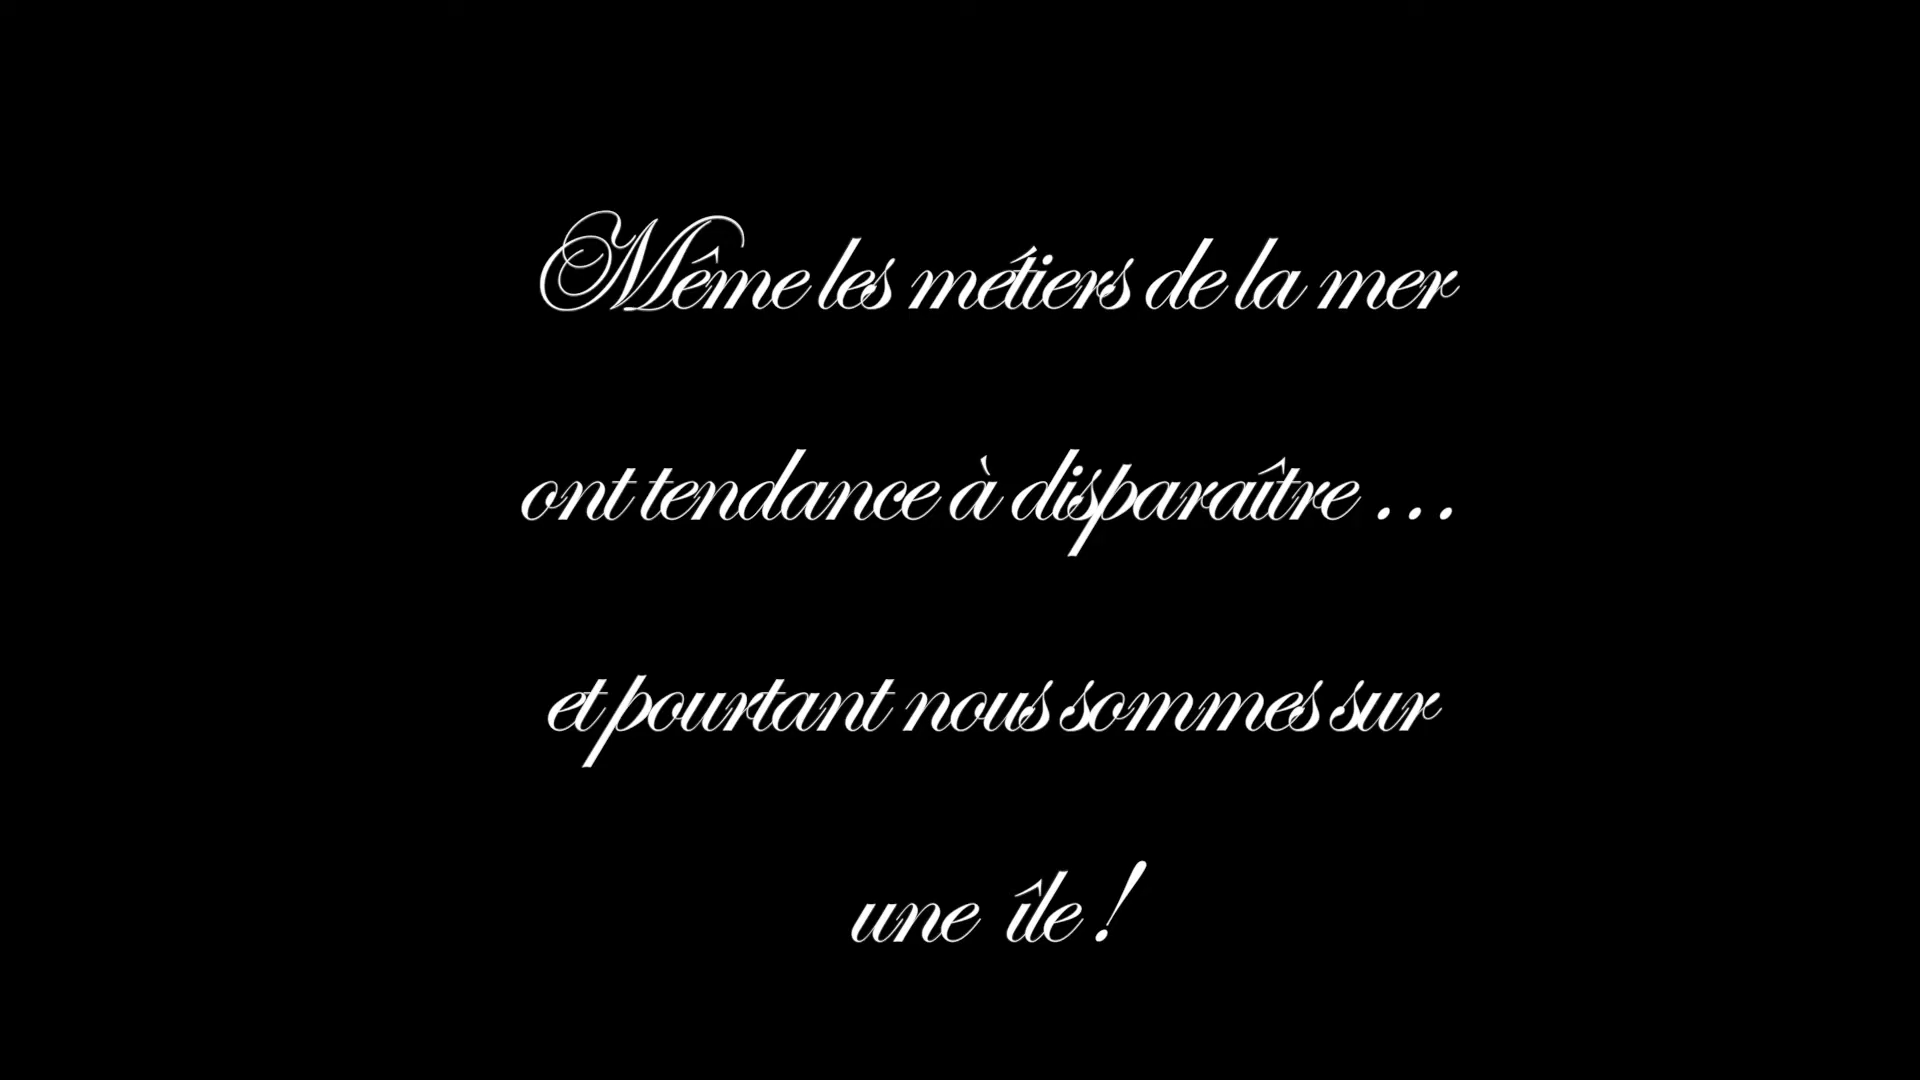 Même les métiers de la mer
ont tendance à disparaître ...
et pourtant nous sommes sur
une île !